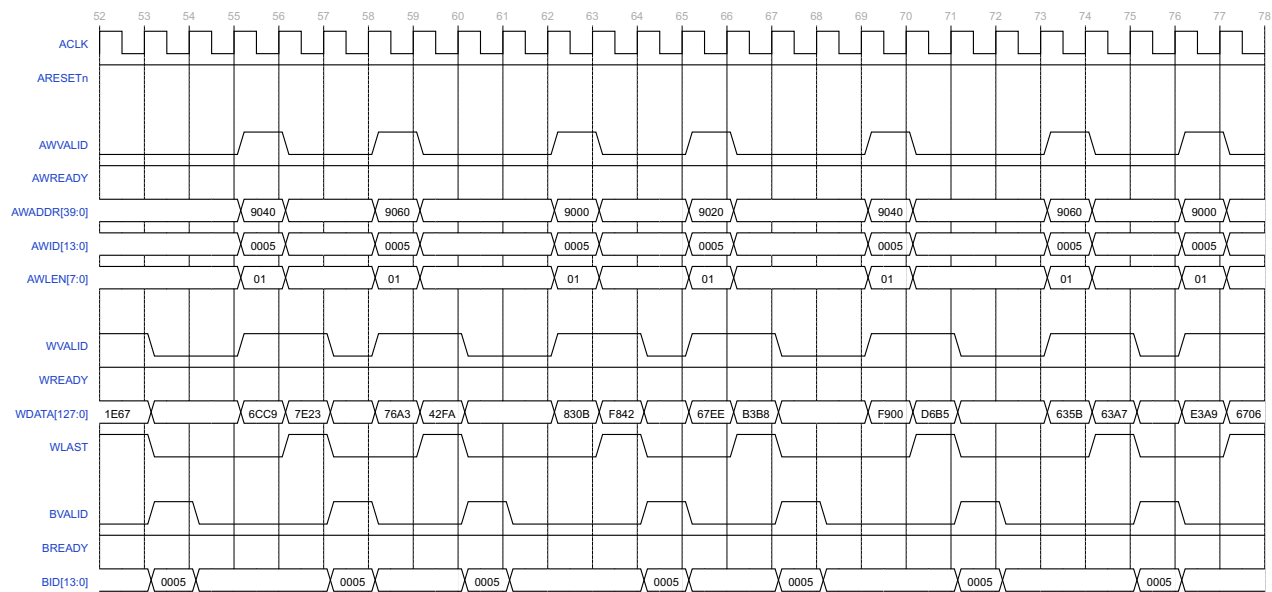 52 53 54 55 56 57 58 59 60 61 62 63 64 65 66 67 68 69 70 71 72 73 74 75 76 77 78
ACLK
ARESETn
AWVALID
AWREADY
AWADDR[39:0] 9040 9060 9000 9020 9040 9060 9000
AWID[13:0] 0005 0005 0005 0005 0005 0005 0005
AWLEN[7:0] 01 01 01 01 01 01 01
WVALID
WREADY
WDATA[127:0] 1E67 6CC9 7E23 76A3 42FA 830B F842 67EE B3B8 F900 D6B5 635B 63A7 E3A9 6706
WLAST
BVALID
BREADY
BID[13:0] 0005 0005 0005 0005 0005 0005 0005